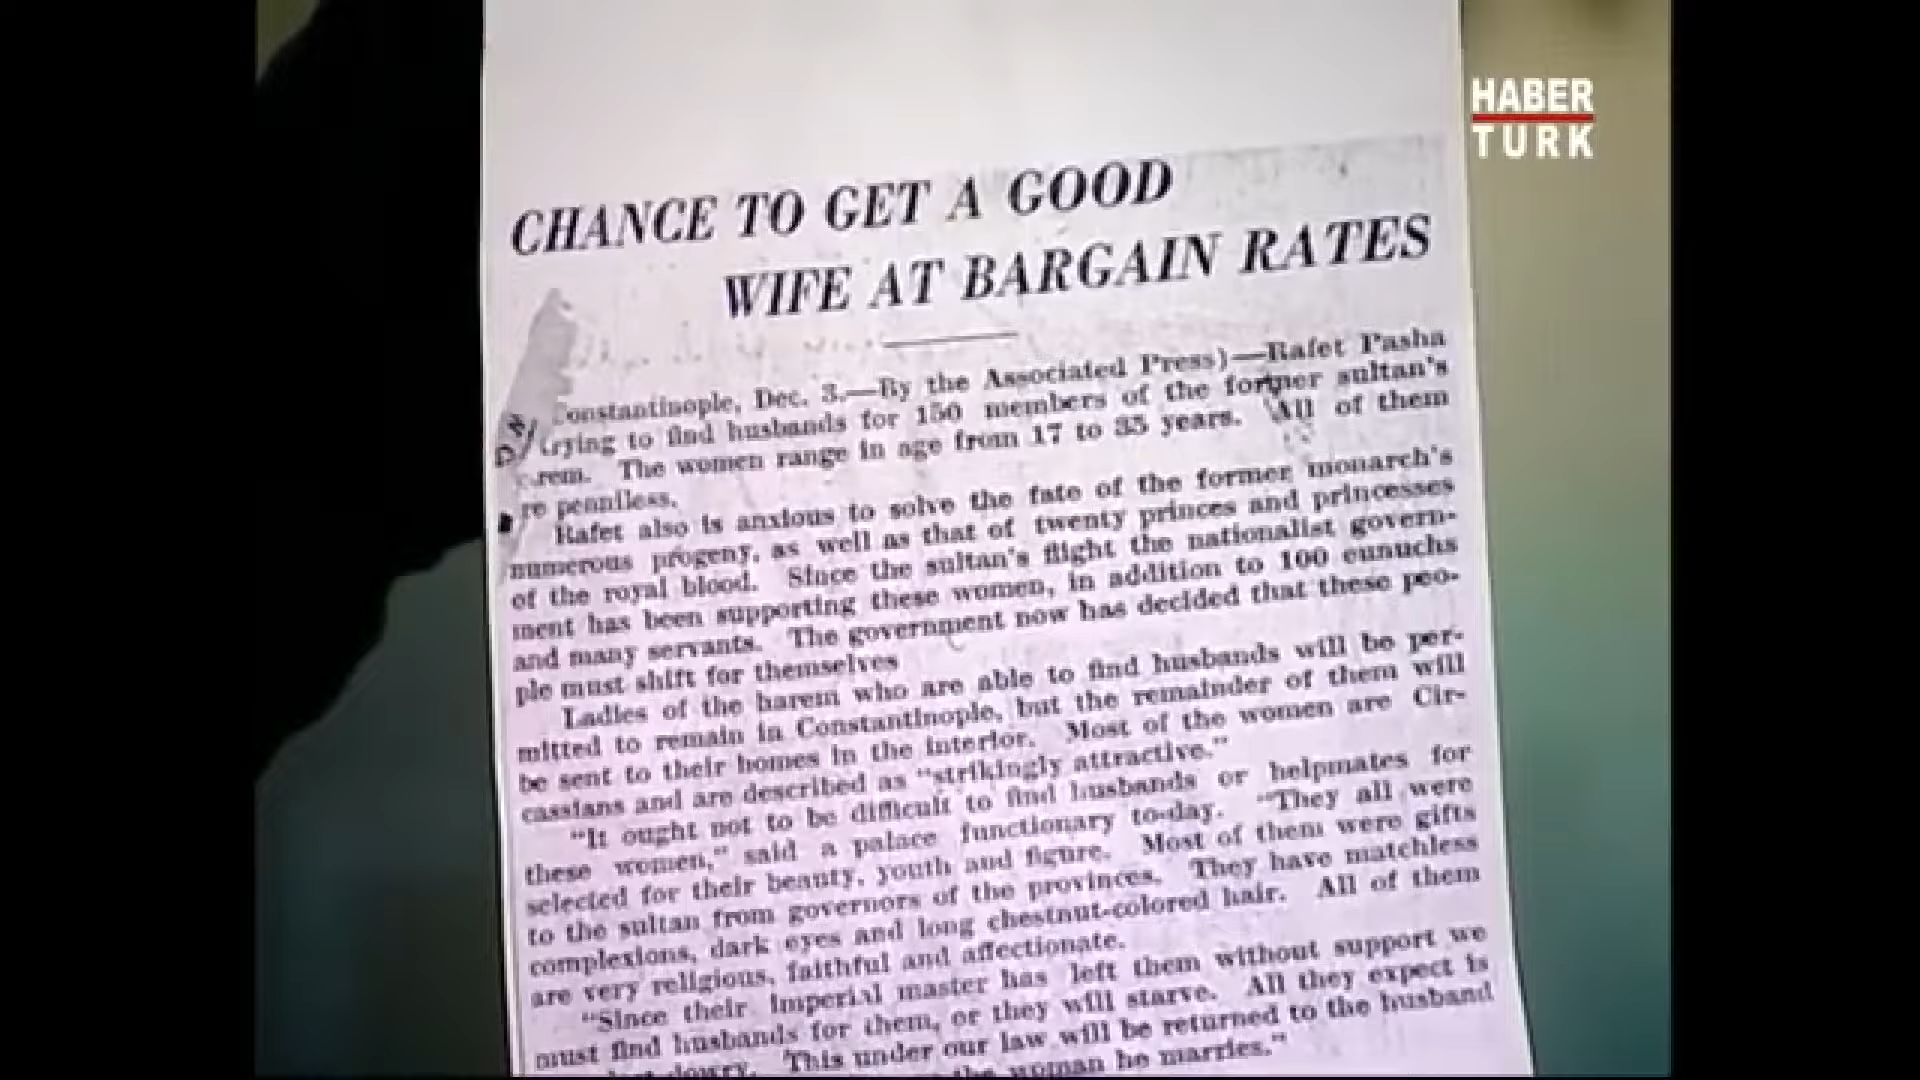 HABER
TURK
CHANCE TO GET A GOOD
WIFE AT BARGAIN RATES
Constantinople, Dec. 3.—By the Associated Press)—Rafet Pasha
trying to find husbands for 150 members of the former sultan's
rem. The women range in age from 17 to 35 years. All of them
re penniless.
Rafet also is anxious to solve the fate of the former monarch's
numerous progeny, as well as that of twenty princes and princesses
of the royal blood. Since the sultan's flight the nationalist govern-
ment has been supporting these women, in addition to 100 eunuchs
and many servants. The government now has decided that these peo-
ple must shift for themselves
Ladies of the harem who are able to find husbands will be per-
mitted to remain in Constantinople, but the remainder of them will
be sent to their homes in the interior. Most of the women are Cir-
cassians and are described as "strikingly attractive."
"It ought not to be difficult to find husbands or helpmates for
these women," said a palace functionary to-day. "They all were
selected for their beauty, youth and figure. Most of them were gifts
to the sultan from governors of the provinces. They have matchless
complexions, dark eyes and long chestnut-colored hair. All of them
are very religious, faithful and affectionate.
"Since their imperial master has left them without support we
must find husbands for them, or they will starve. All they expect is
dowry. This under our law will be returned to the husband
the woman he marries."